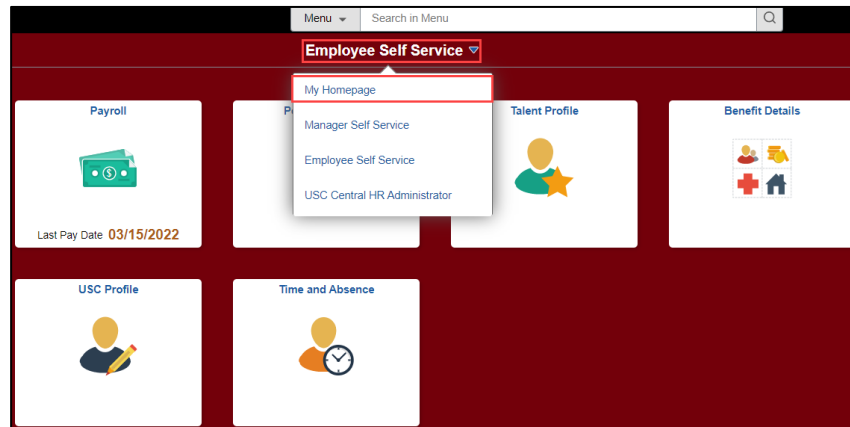 Menu
Search in Menu
Employee Self Service
My Homepage
Manager Self Service
Employee Self Service
USC Central HR Administrator
Payroll
Last Pay Date 03/15/2022
Talent Profile
Benefit Details
USC Profile
Time and Absence